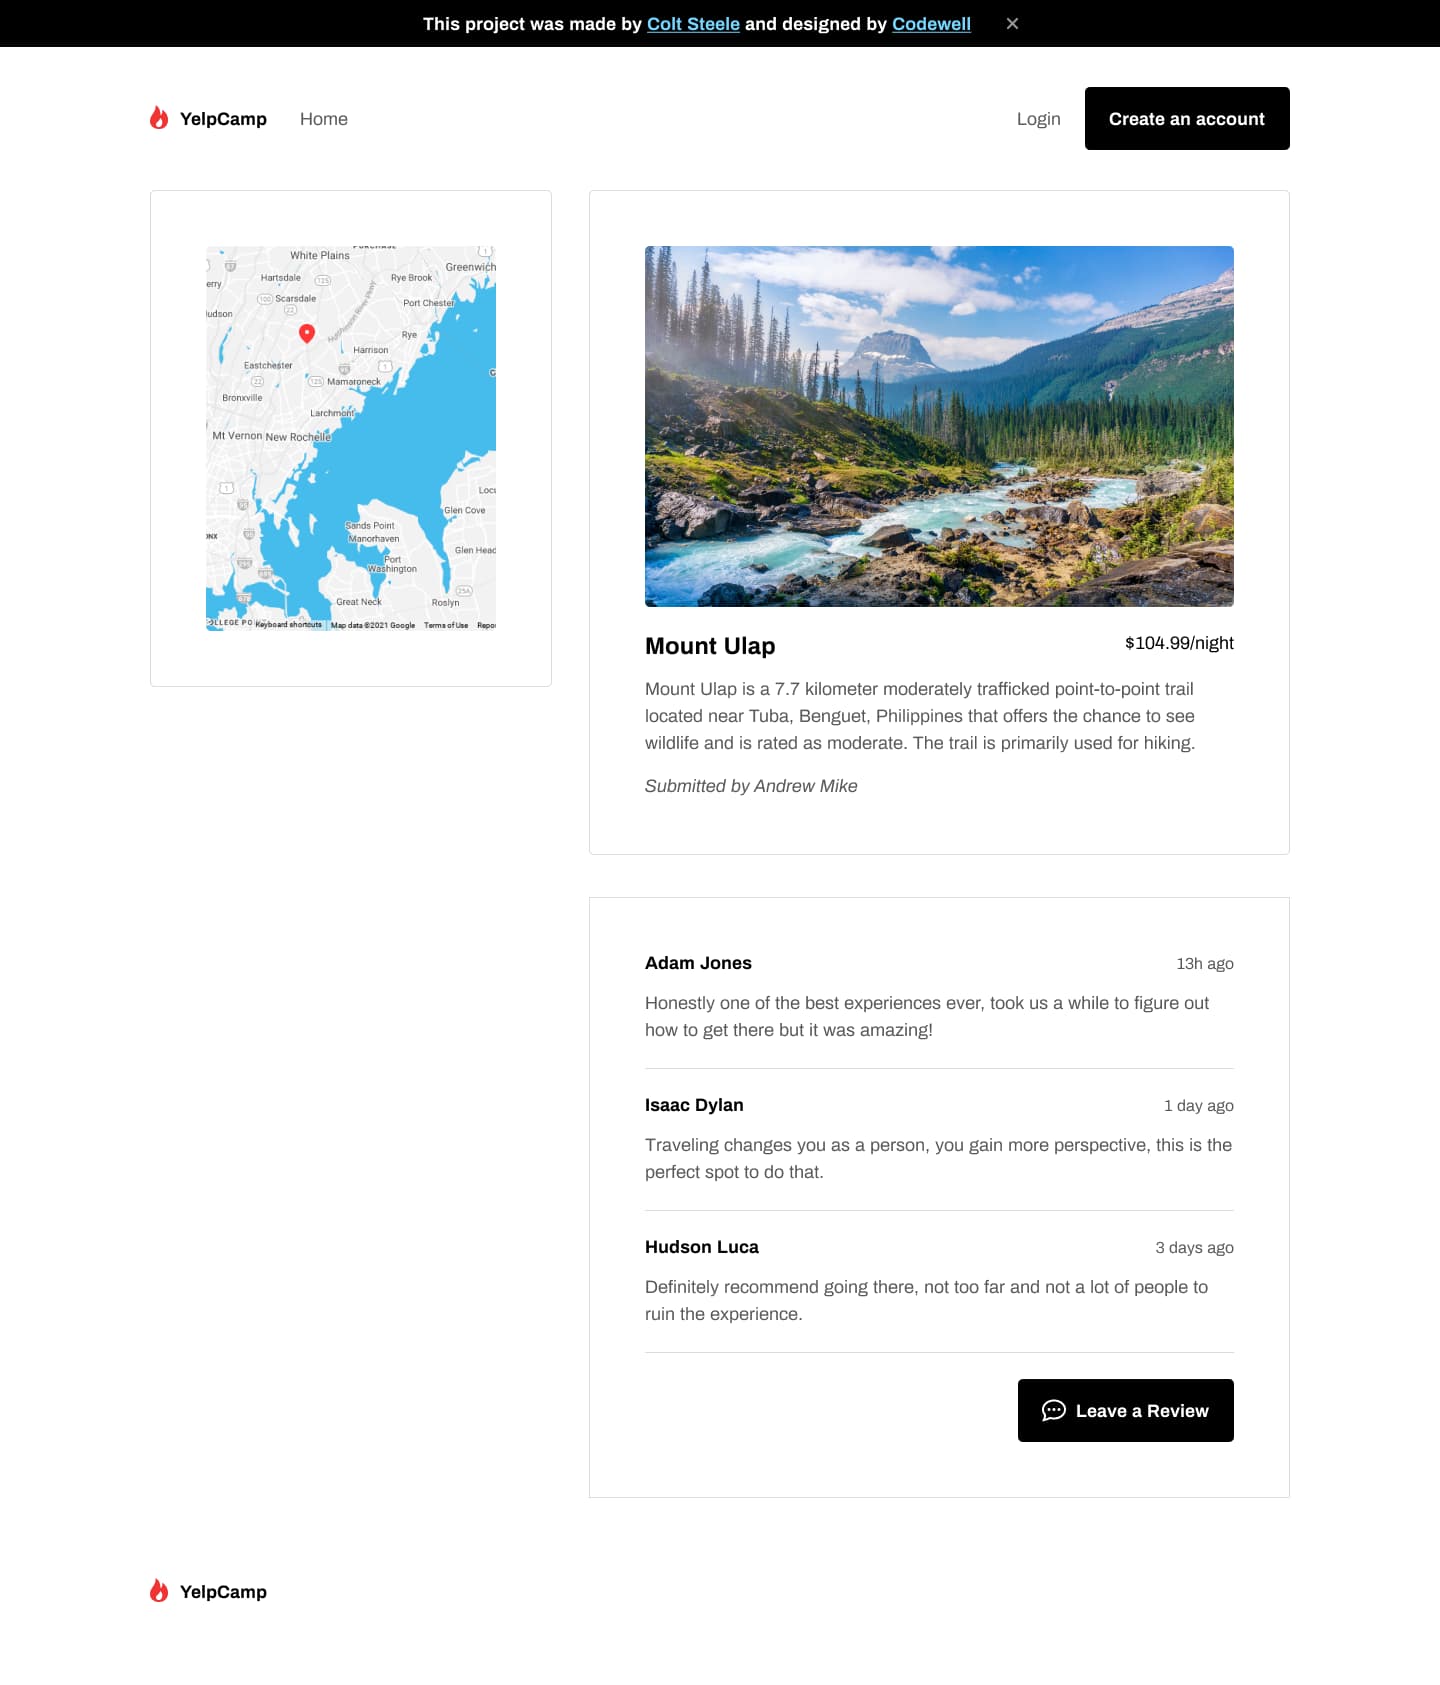 This project was made by Colt Steele and designed by Codewell ✕
YelpCamp
Home
Login
Create an account
White Plains
Greenwich
Hartsdale
Rye Brook
Scarsdale
Port Chester
Rye
Harrison
Eastchester
Mamaroneck
Bronxville
Larchmont
Mt Vernon
New Rochelle
Hutchinson River Pkwy
Glen Cove
Sands Point
Manorhaven
Glen Head
Port
Washington
Great Neck
Roslyn
Keyboard shortcuts
Map data ©2021 Google
Terms of Use
Mount Ulap
$104.99/night
Mount Ulap is a 7.7 kilometer moderately trafficked point-to-point trail
located near Tuba, Benguet, Philippines that offers the chance to see
wildlife and is rated as moderate. The trail is primarily used for hiking.
Submitted by Andrew Mike
Adam Jones
13h ago
Honestly one of the best experiences ever, took us a while to figure out
how to get there but it was amazing!
Isaac Dylan
1 day ago
Traveling changes you as a person, you gain more perspective, this is the
perfect spot to do that.
Hudson Luca
3 days ago
Definitely recommend going there, not too far and not a lot of people to
ruin the experience.
Leave a Review
YelpCamp